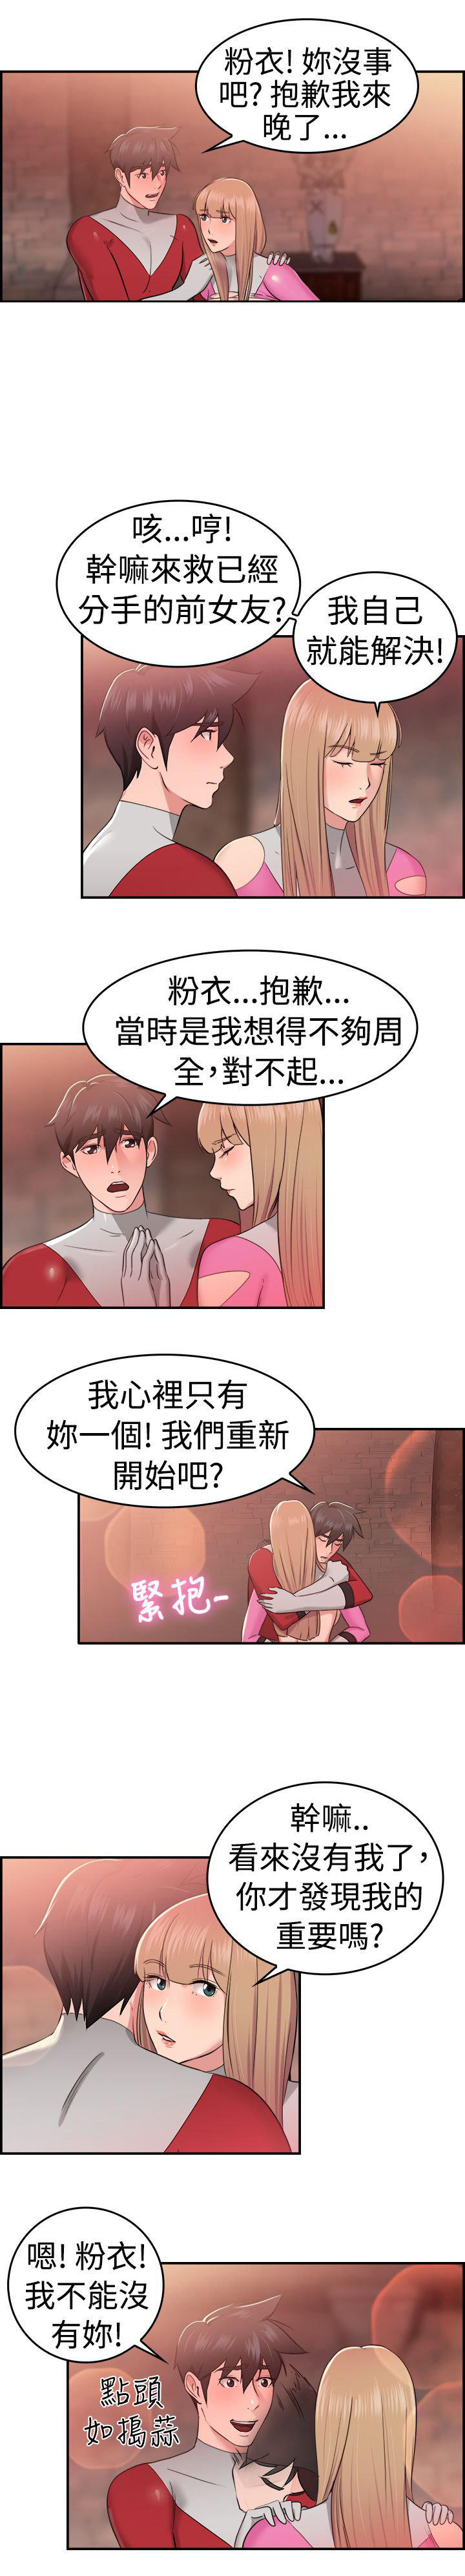 粉衣! 妳沒事
吧? 抱歉我來
晚了...
咳...哼!
幹嘛來救已經
分手的前女友?
我自己
就能解決!
粉衣...抱歉...
當時是我想得不夠周
全,對不起...
我心裡只有
妳一個! 我們重新
開始吧?
緊抱~
幹嘛..
看來沒有我了,
你才發現我的
重要嗎?
嗯! 粉衣!
我不能沒
有妳!
點頭
如搗蒜